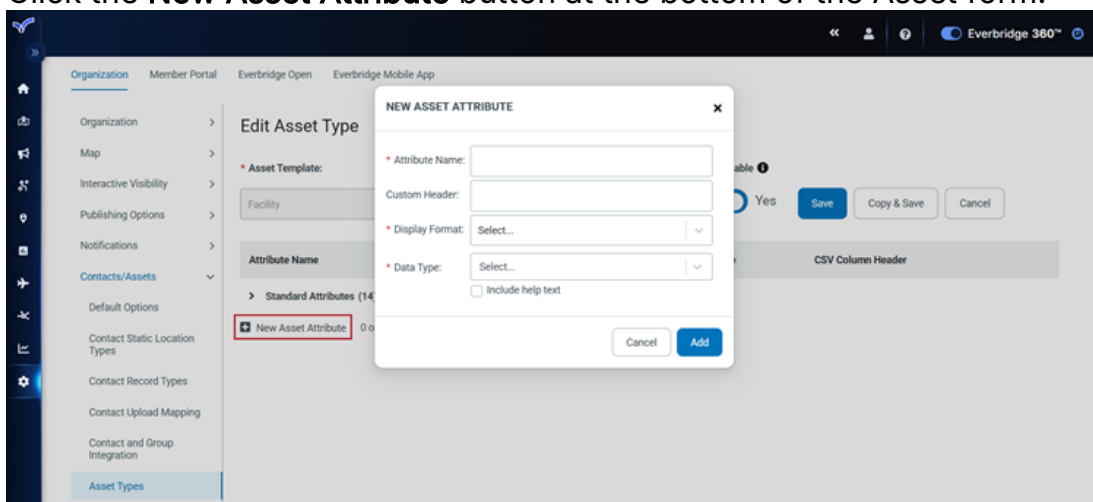 Click the New Asset Attribute button at the bottom of the Asset form.
Everbridge 360™
Organization Member Portal Everbridge Open Everbridge Mobile App
Organization
Map
Interactive Visibility
Publishing Options
Notifications
Contacts/Assets
Default Options
Contact Static Location
Types
Contact Record Types
Contact Upload Mapping
Contact and Group
Integration
Asset Types
Edit Asset Type
* Asset Template:
Facility
Yes
Save Copy & Save Cancel
Attribute Name CSV Column Header
Standard Attributes (14
New Asset Attribute 0
NEW ASSET ATTRIBUTE
* Attribute Name:
Custom Header:
* Display Format: Select...
* Data Type: Select...
Include help text
Cancel Add